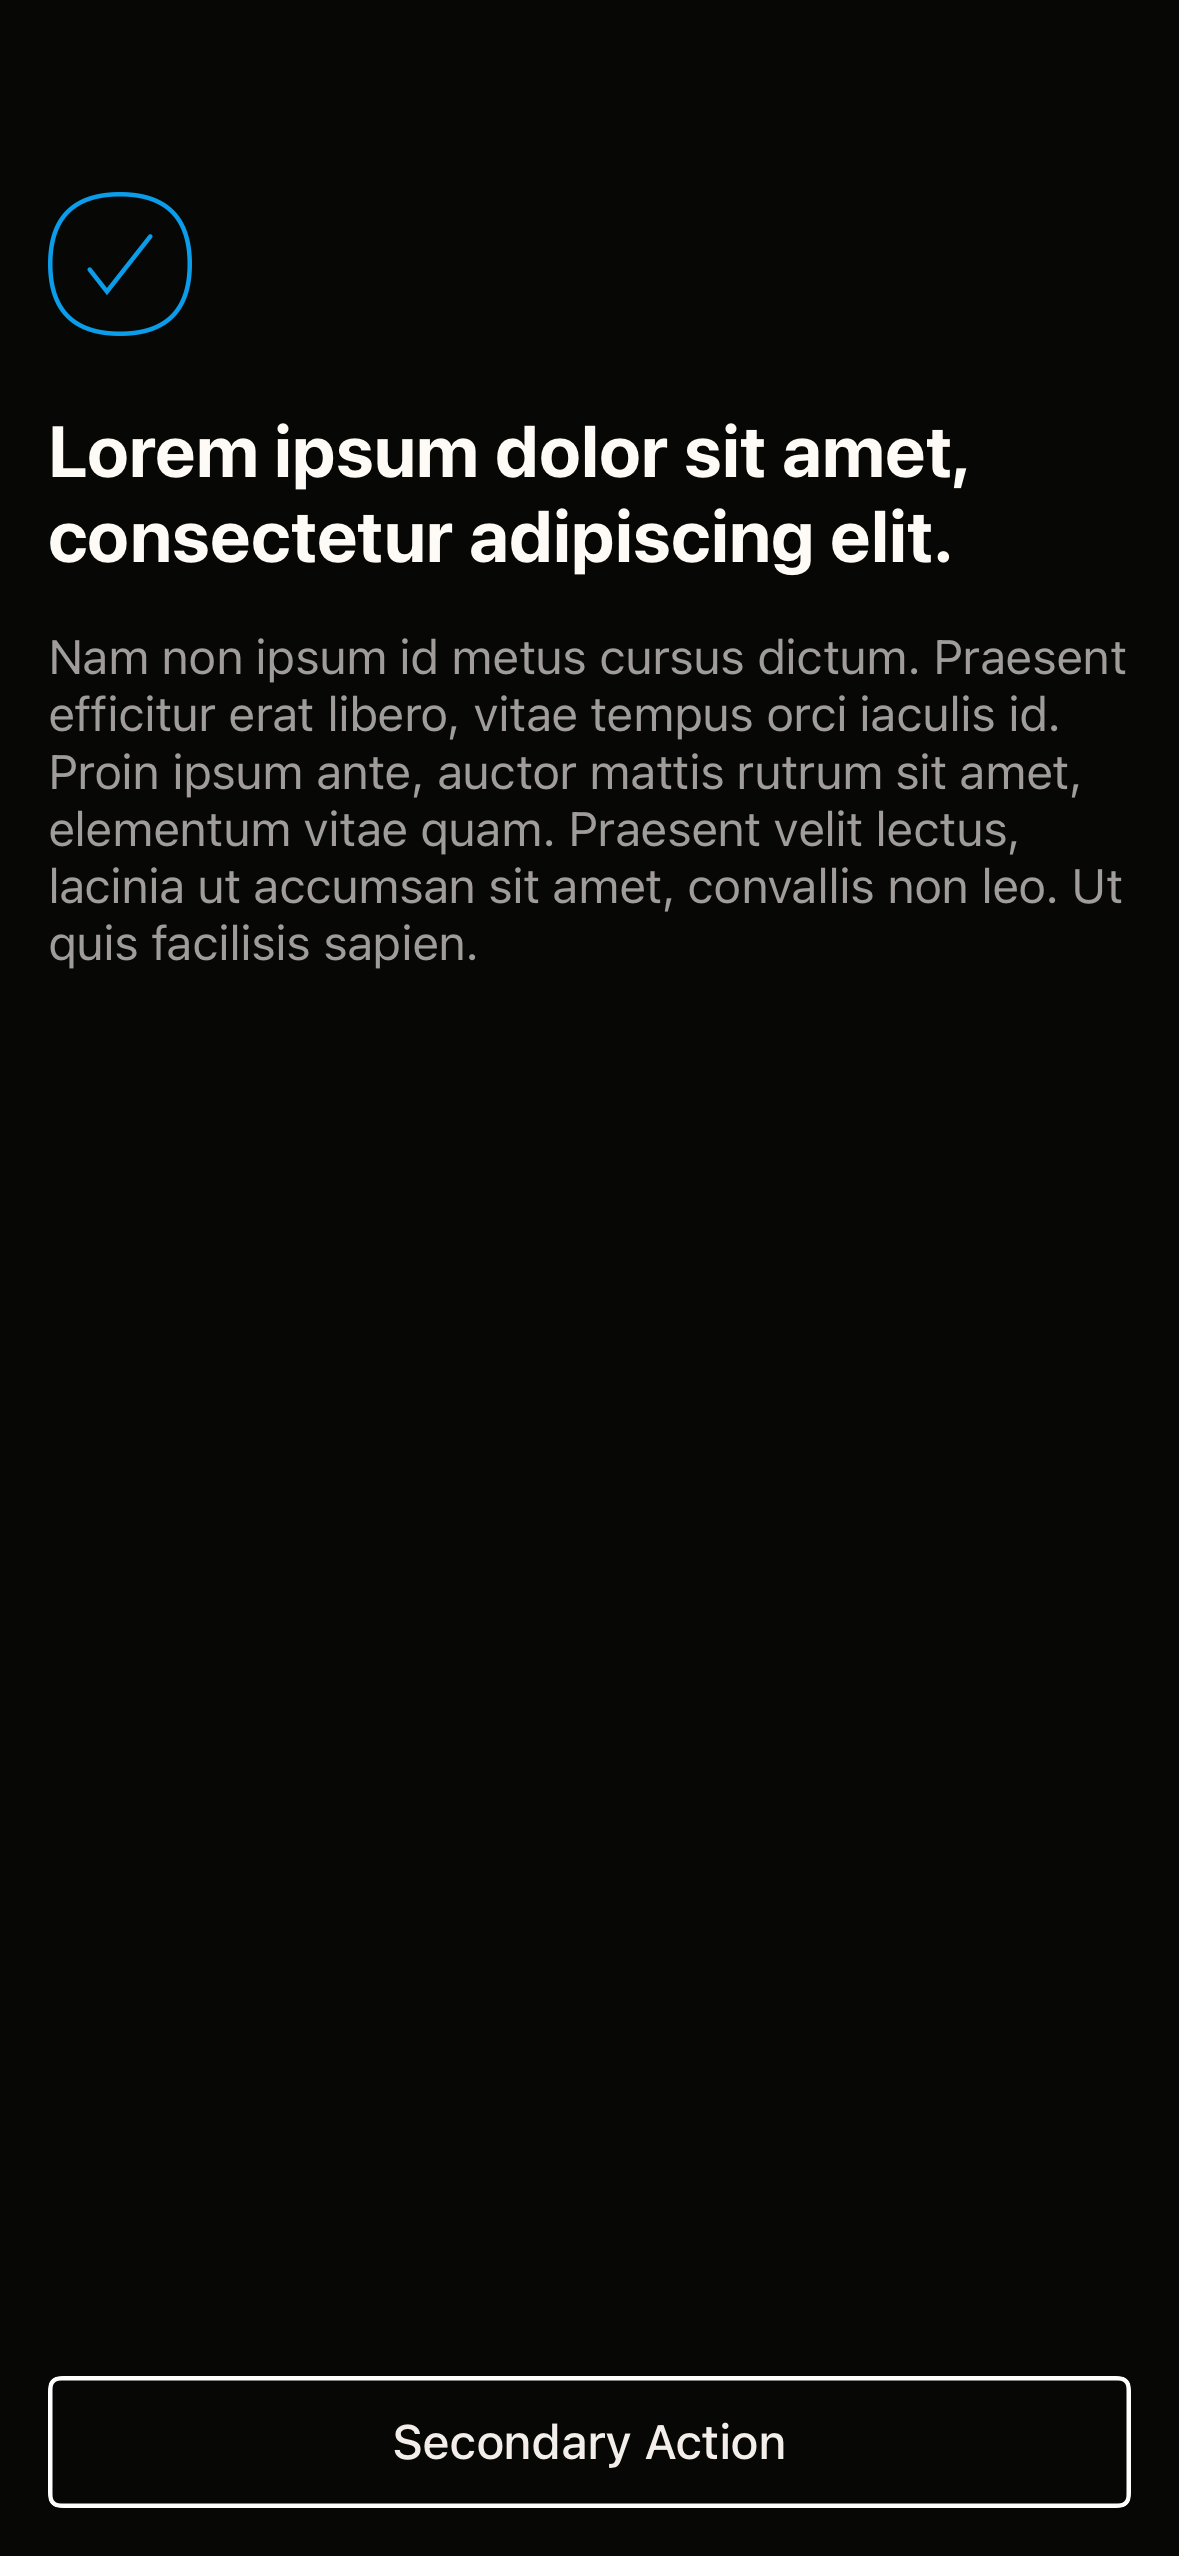 Lorem ipsum dolor sit amet,
consectetur adipiscing elit.
Nam non ipsum id metus cursus dictum. Praesent
efficitur erat libero, vitae tempus orci iaculis id.
Proin ipsum ante, auctor mattis rutrum sit amet,
elementum vitae quam. Praesent velit lectus,
lacinia ut accumsan sit amet, convallis non leo. Ut
quis facilisis sapien.
Secondary Action